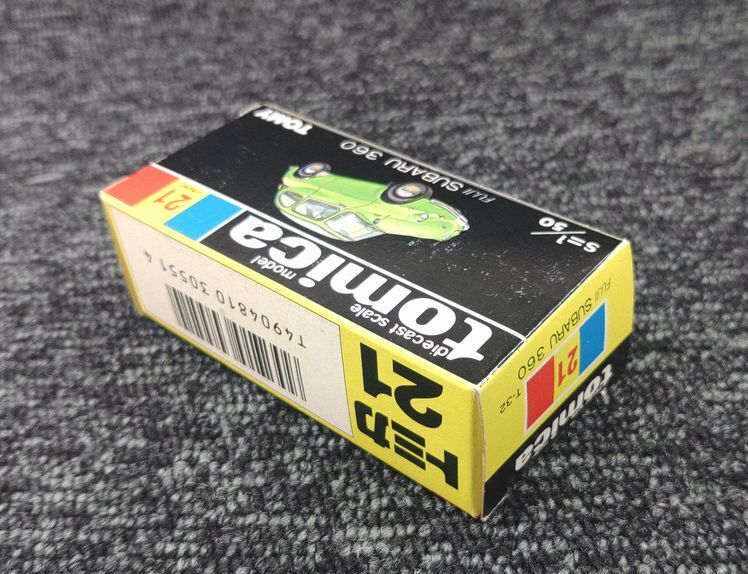 diecast scale model
tomica
21
S=1/50
FUJI SUBARU 360
TOMY
トミカ
21
T4904810 30551 4
tomica
21
T-32
FUJI SUBARU 360